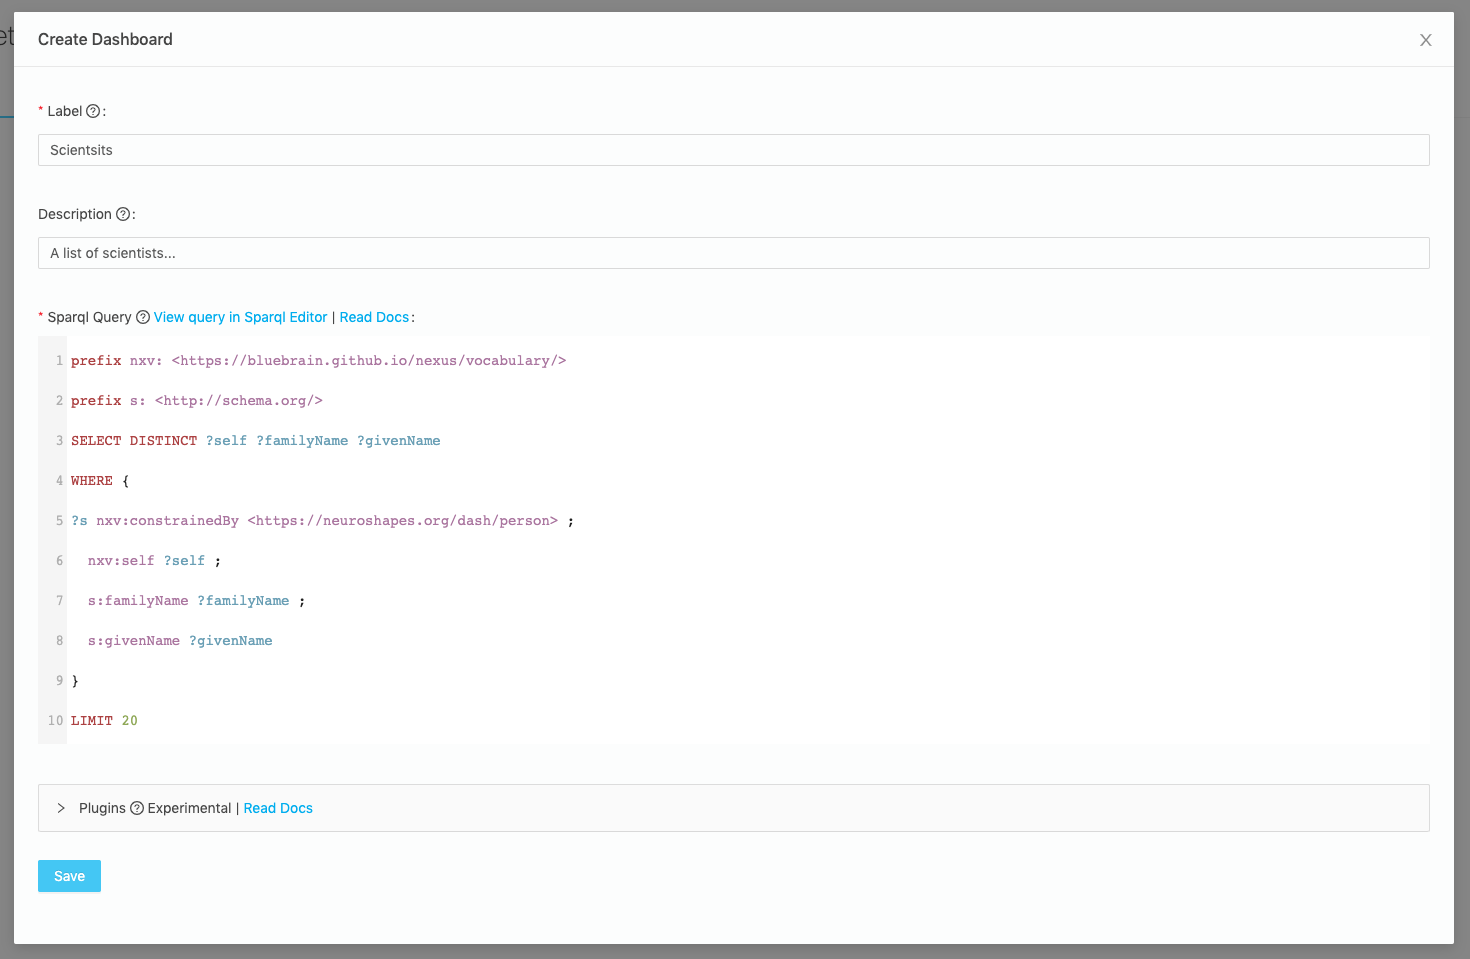 et
Create Dashboard
* Label ? :
Scientsits
Description ? :
A list of scientists...
* Sparql Query ? View query in Sparql Editor | Read Docs :
1 prefix nxv: <https://bluebrain.github.io/nexus/vocabulary/>
2 prefix s: <http://schema.org/>
3 SELECT DISTINCT ?self ?familyName ?givenName
4 WHERE {
5 ?s nxv:constrainedBy <https://neuroshapes.org/dash/person> ;
6 nxv:self ?self ;
7 s:familyName ?familyName ;
8 s:givenName ?givenName
9 }
10 LIMIT 20
Plugins ? Experimental | Read Docs
Save